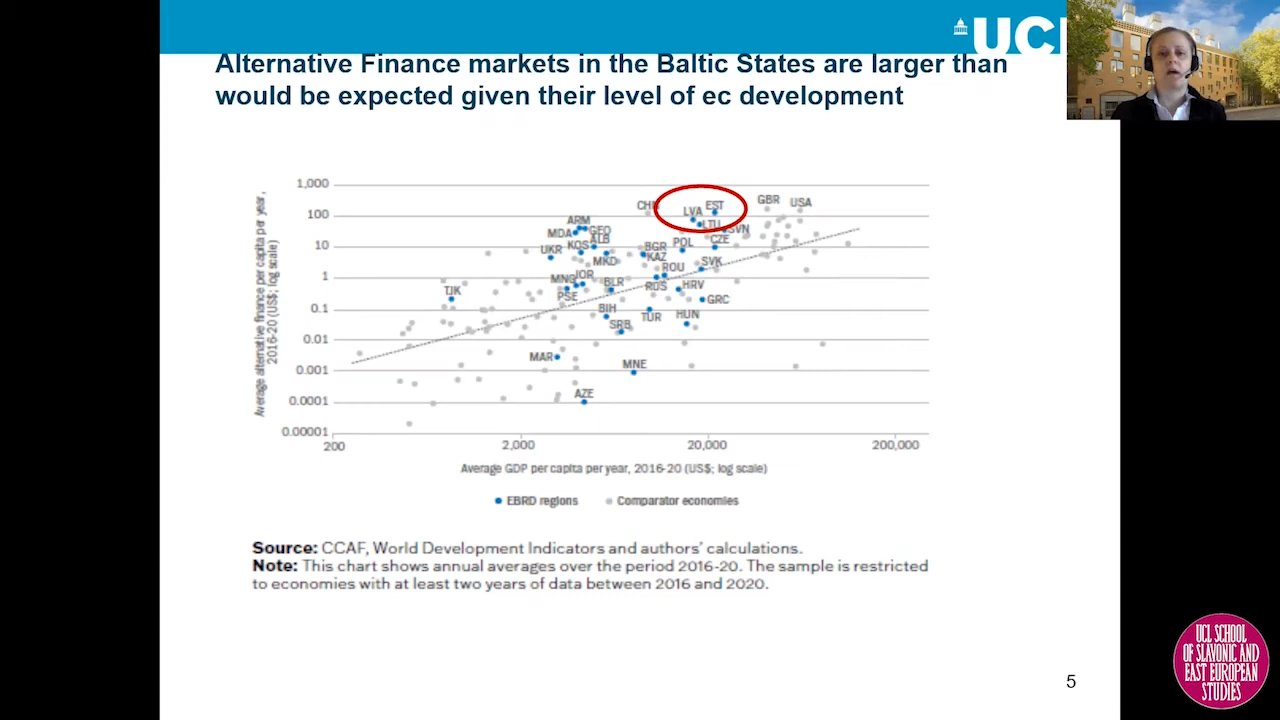 UCL
Alternative Finance markets in the Baltic States are larger than
would be expected given their level of ec development
Average alternative finance per capita per year,
2016-20 (US$; log scale)
1,000
100
10
1
0.1
0.01
0.001
0.0001
0.00001
CHN
LVA
EST
LTU
GBR
USA
SVN
ARM
MDA
GEO
ALB
KOS
UKR
MKD
BGR
KAZ
POL
CZE
ROU
SVK
MNG
JOR
BLR
RUS
HRV
TJK
PSE
GRC
BIH
TUR
HUN
SRB
MAR
MNE
AZE
200
2,000
20,000
200,000
Average GDP per capita per year, 2016-20 (US$; log scale)
EBRD regions
Comparator economies
Source: CCAF, World Development Indicators and authors’ calculations.
Note: This chart shows annual averages over the period 2016-20. The sample is restricted
to economies with at least two years of data between 2016 and 2020.
5
UCL SCHOOL
OF SLAVONIC AND
EAST EUROPEAN
STUDIES